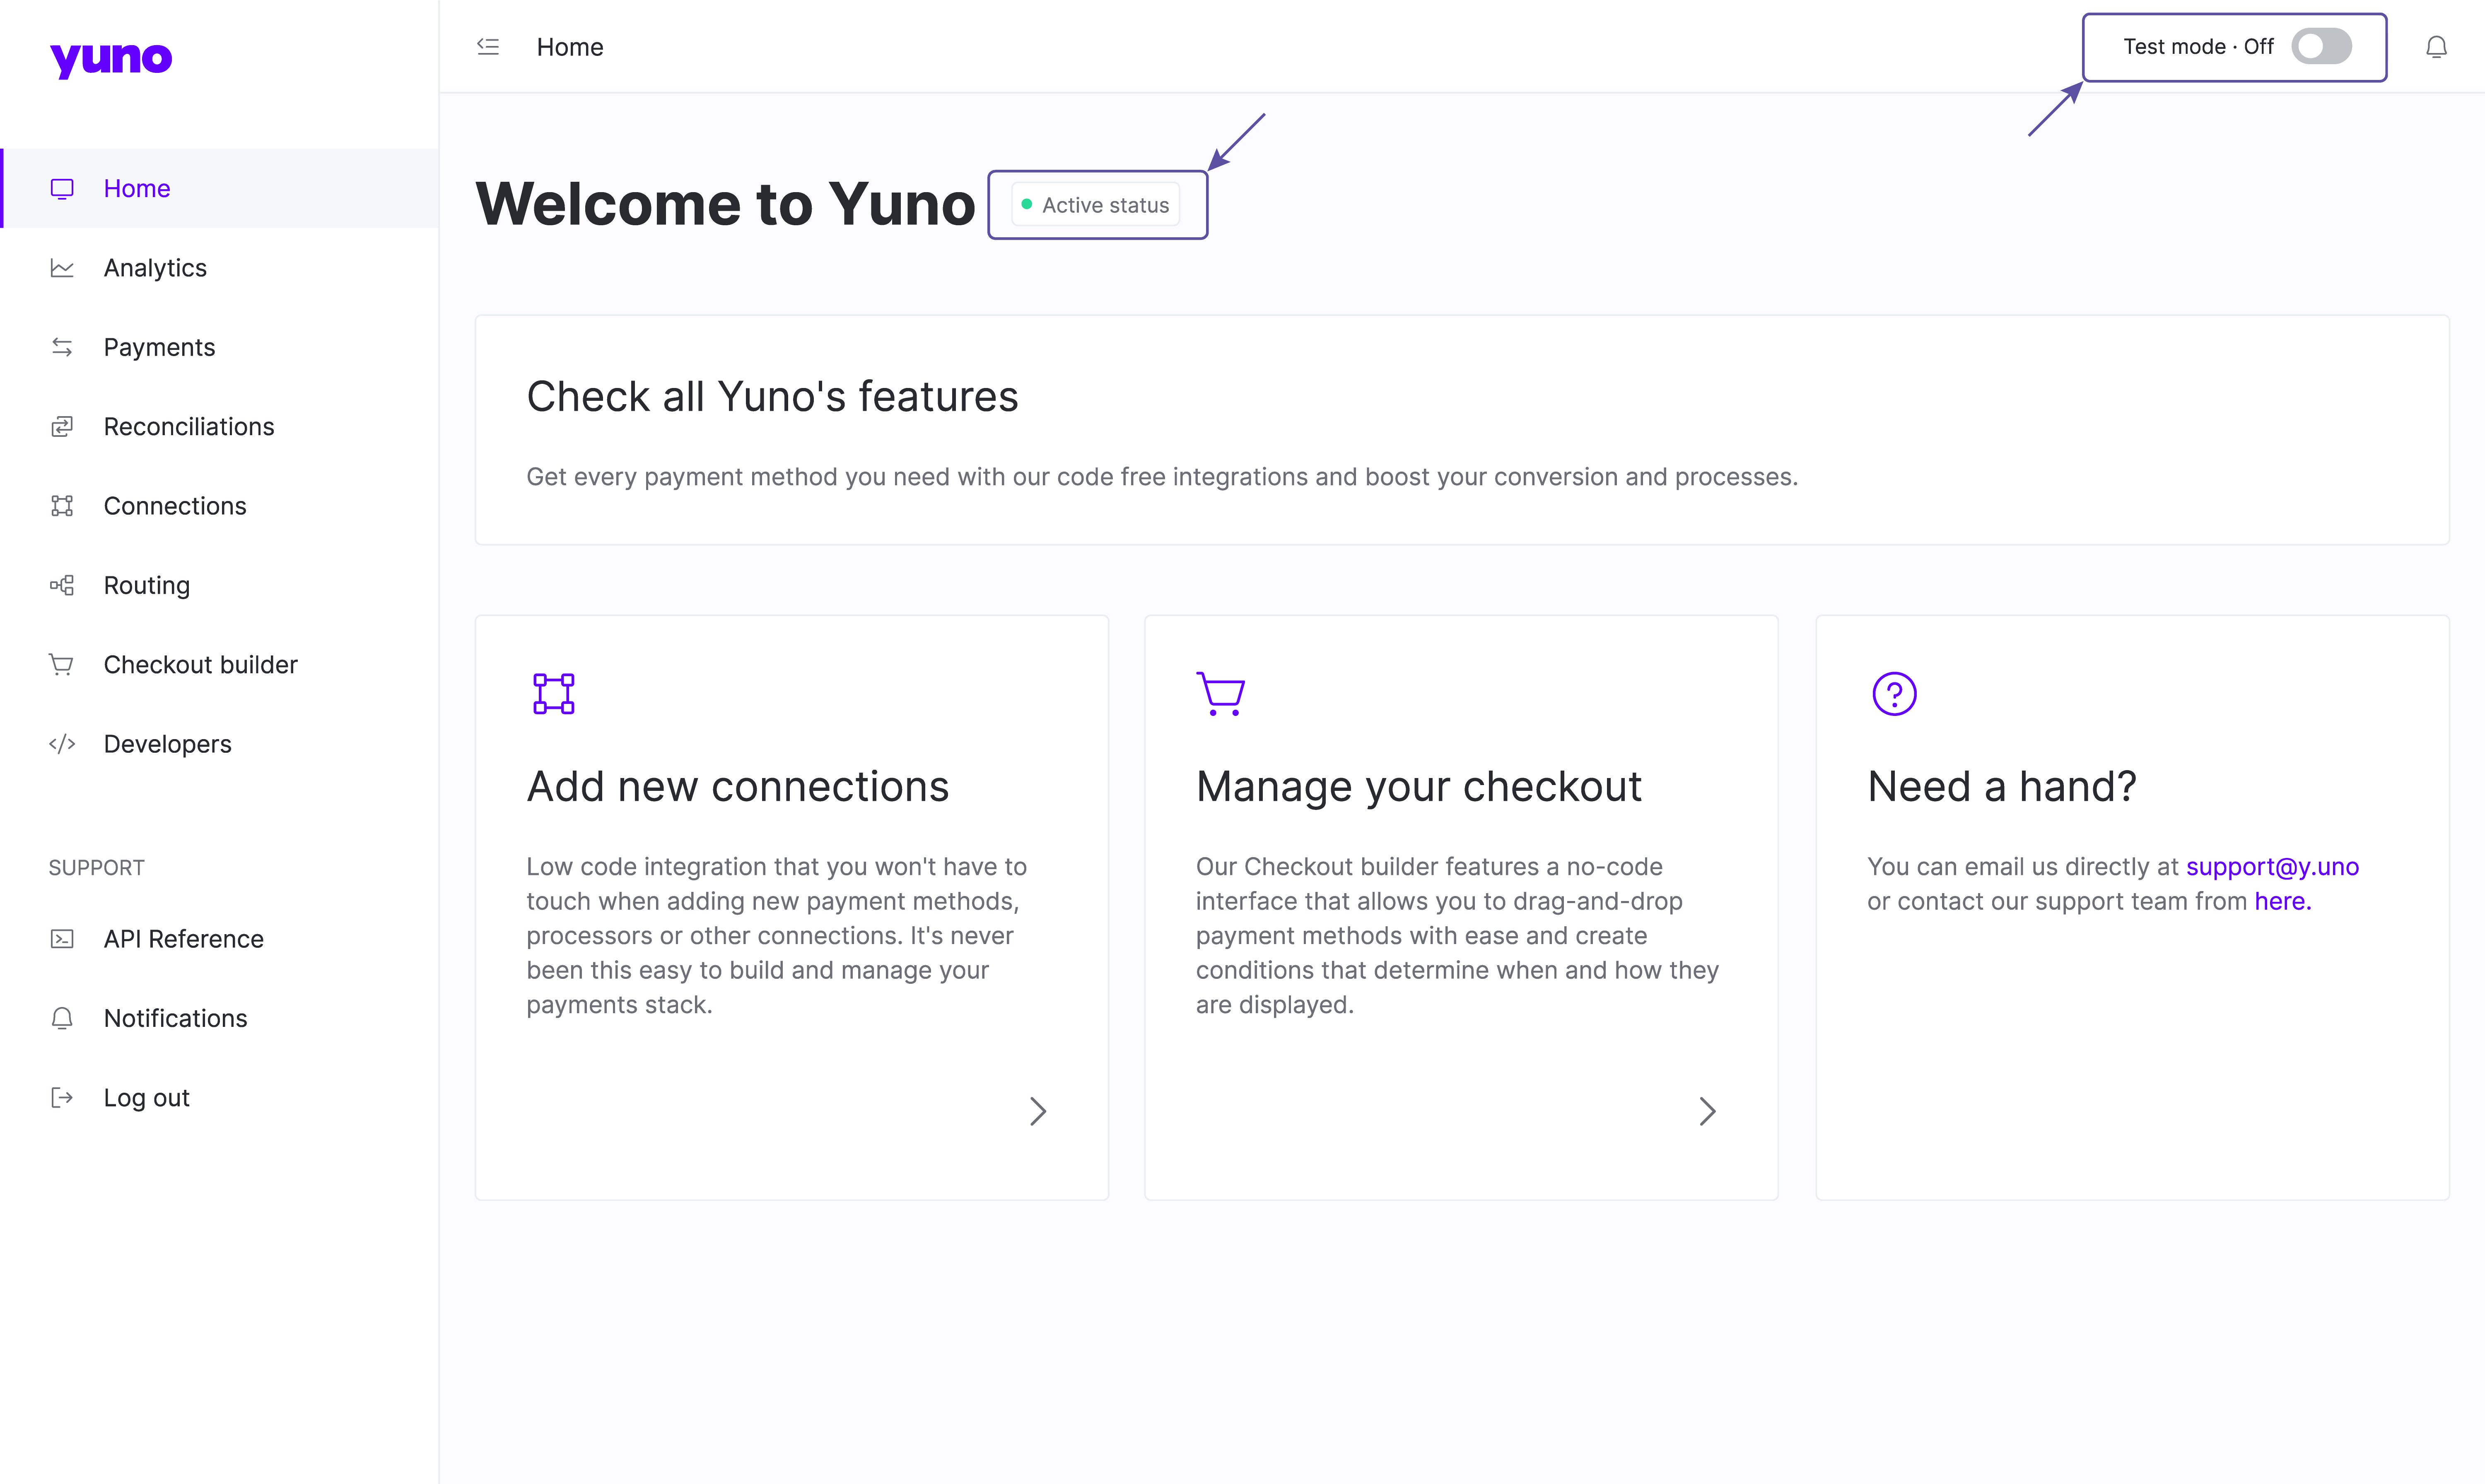 yuno
Home
Test mode · Off
Home
Analytics
Payments
Reconciliations
Connections
Routing
Checkout builder
Developers
SUPPORT
API Reference
Notifications
Log out
Welcome to Yuno
Active status
Check all Yuno's features
Get every payment method you need with our code free integrations and boost your conversion and processes.
Add new connections
Low code integration that you won't have to
touch when adding new payment methods,
processors or other connections. It's never
been this easy to build and manage your
payments stack.
Manage your checkout
Our Checkout builder features a no-code
interface that allows you to drag-and-drop
payment methods with ease and create
conditions that determine when and how they
are displayed.
Need a hand?
You can email us directly at support@y.uno
or contact our support team from here.